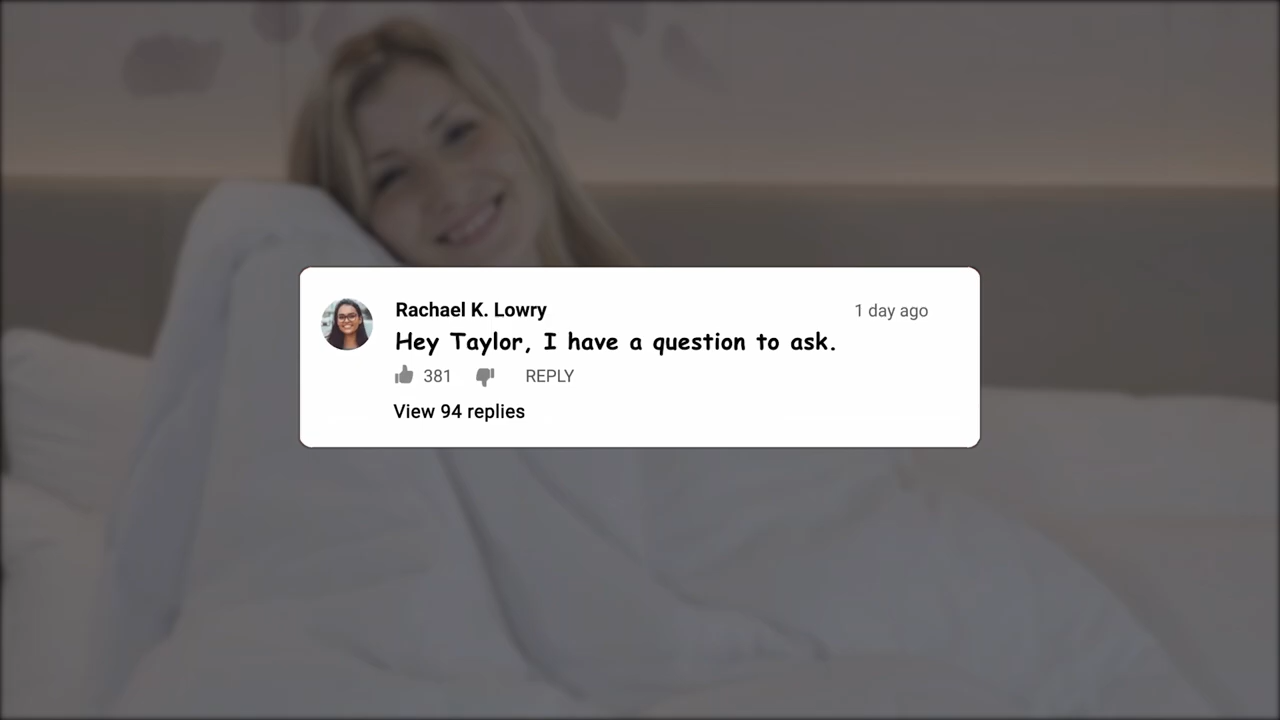 Rachael K. Lowry 1 day ago
Hey Taylor, I have a question to ask.
381 REPLY
View 94 replies